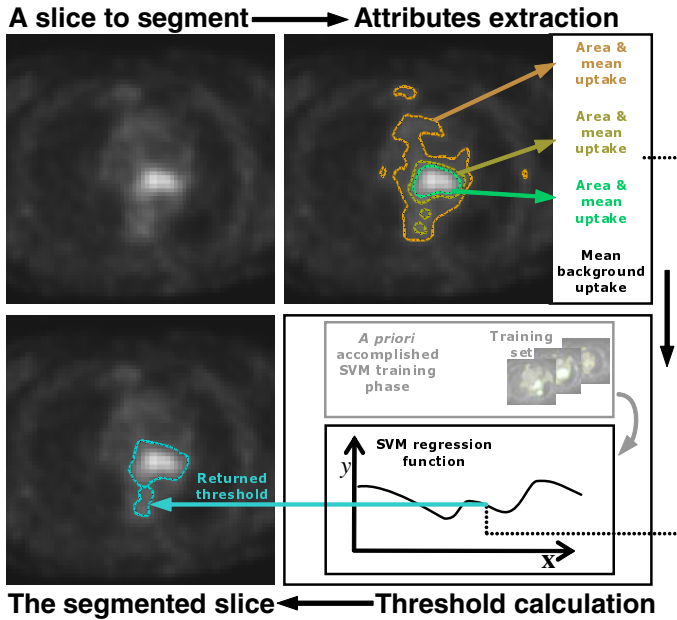 A slice to segment
Attributes extraction
Area &
mean
uptake
Area &
mean
uptake
Area &
mean
uptake
Mean
background
uptake
A priori
accomplished
SVM training
phase
Training
set
SVM regression
function
y
x
Returned
threshold
The segmented slice
Threshold calculation